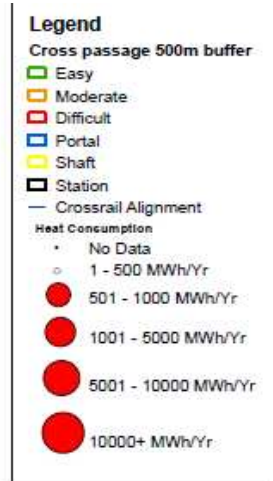 Legend
Cross passage 500m buffer
Easy
Moderate
Difficult
Portal
Shaft
Station
Crossrail Alignment
Heat Consumption
No Data
1 - 500 MWh/Yr
501 - 1000 MWh/Yr
1001 - 5000 MWh/Yr
5001 - 10000 MWh/Yr
10000+ MWh/Yr